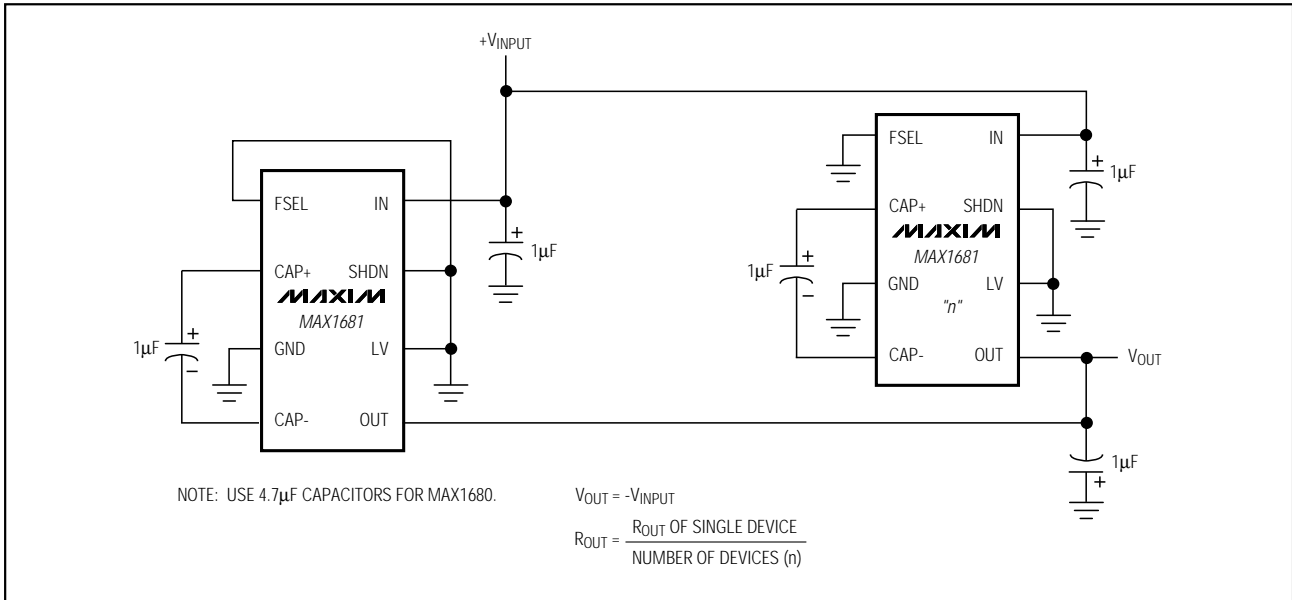 +VINPUT
FSEL IN
CAP+ SHDN
MAXIM
MAX1681
GND LV
CAP- OUT
1µF
+
−
+
1µF
FSEL IN
CAP+ SHDN
MAXIM
MAX1681
GND LV
"n"
CAP- OUT
1µF
+
−
+
1µF
VOUT
1µF
+
NOTE: USE 4.7µF CAPACITORS FOR MAX1680.
VOUT = -VINPUT
ROUT = ROUT OF SINGLE DEVICE
NUMBER OF DEVICES (n)